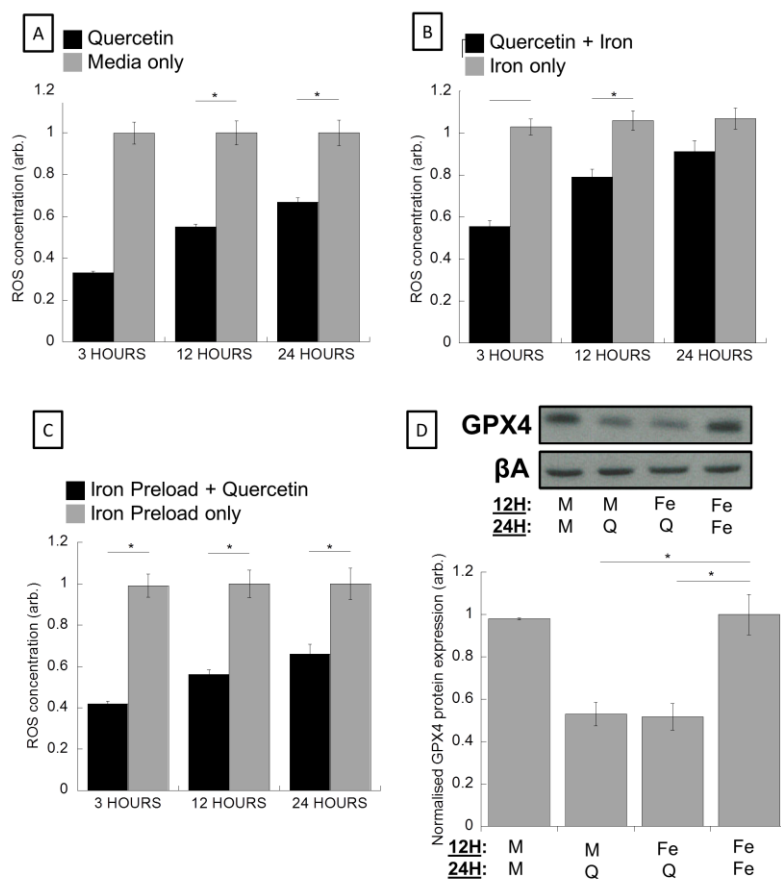 A
Quercetin
Media only
1.2
1
0.8
0.6
0.4
0.2
0
ROS concentration (arb.)
* *
3 HOURS 12 HOURS 24 HOURS
B
Quercetin + Iron
Iron only
1.2
1
0.8
0.6
0.4
0.2
0
ROS concentration (arb.)
*
3 HOURS 12 HOURS 24 HOURS
C
Iron Preload + Quercetin
Iron Preload only
1.2
1
0.8
0.6
0.4
0.2
0
ROS concentration (arb.)
* * *
3 HOURS 12 HOURS 24 HOURS
D
GPX4
βA
12H: M M Fe Fe
24H: M Q Q Fe
*
*
1.2
1
0.8
0.6
0.4
0.2
0
Normalised GPX4 protein expression (arb.)
12H: M M Fe Fe
24H: M Q Q Fe